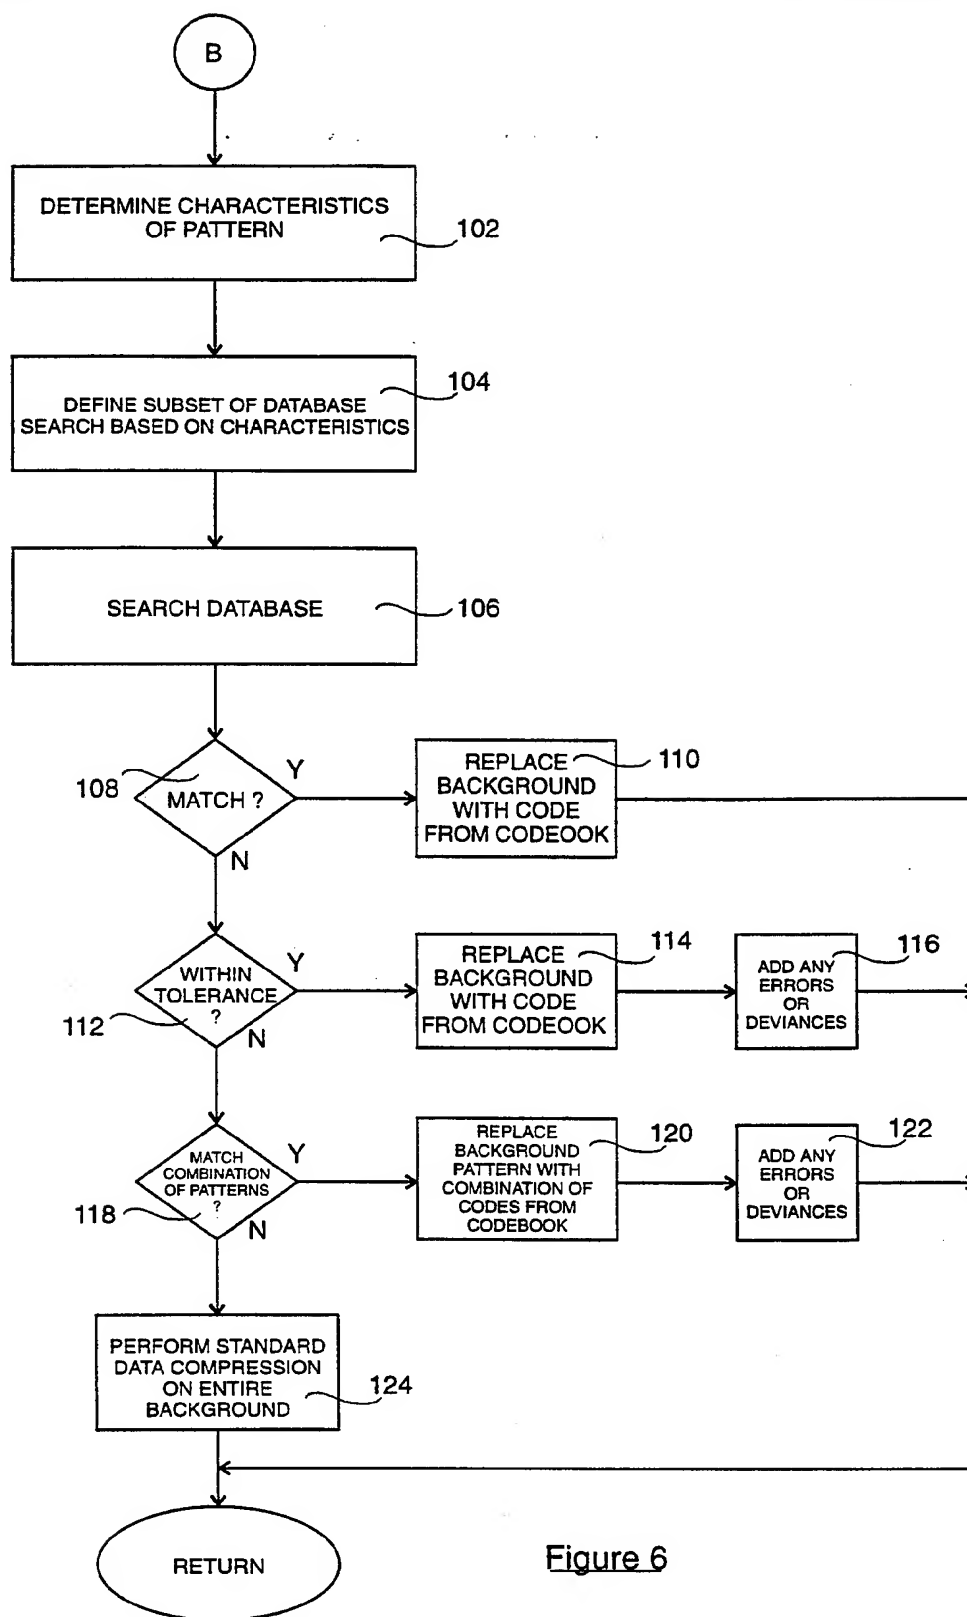 B
DETERMINE CHARACTERISTICS
OF PATTERN
102
104
DEFINE SUBSET OF DATABASE
SEARCH BASED ON CHARACTERISTICS
SEARCH DATABASE
106
108
MATCH ?
Y
N
REPLACE
BACKGROUND
WITH CODE
FROM CODEOOK
110
WITHIN
TOLERANCE
?
112
Y
N
REPLACE
BACKGROUND
WITH CODE
FROM CODEOOK
114
ADD ANY
ERRORS
OR
DEVIANCES
116
MATCH
COMBINATION
OF PATTERNS
?
118
Y
N
REPLACE
BACKGROUND
PATTERN WITH
COMBINATION OF
CODES FROM
CODEBOOK
120
ADD ANY
ERRORS
OR
DEVIANCES
122
PERFORM STANDARD
DATA COMPRESSION
ON ENTIRE
BACKGROUND
124
RETURN
Figure 6